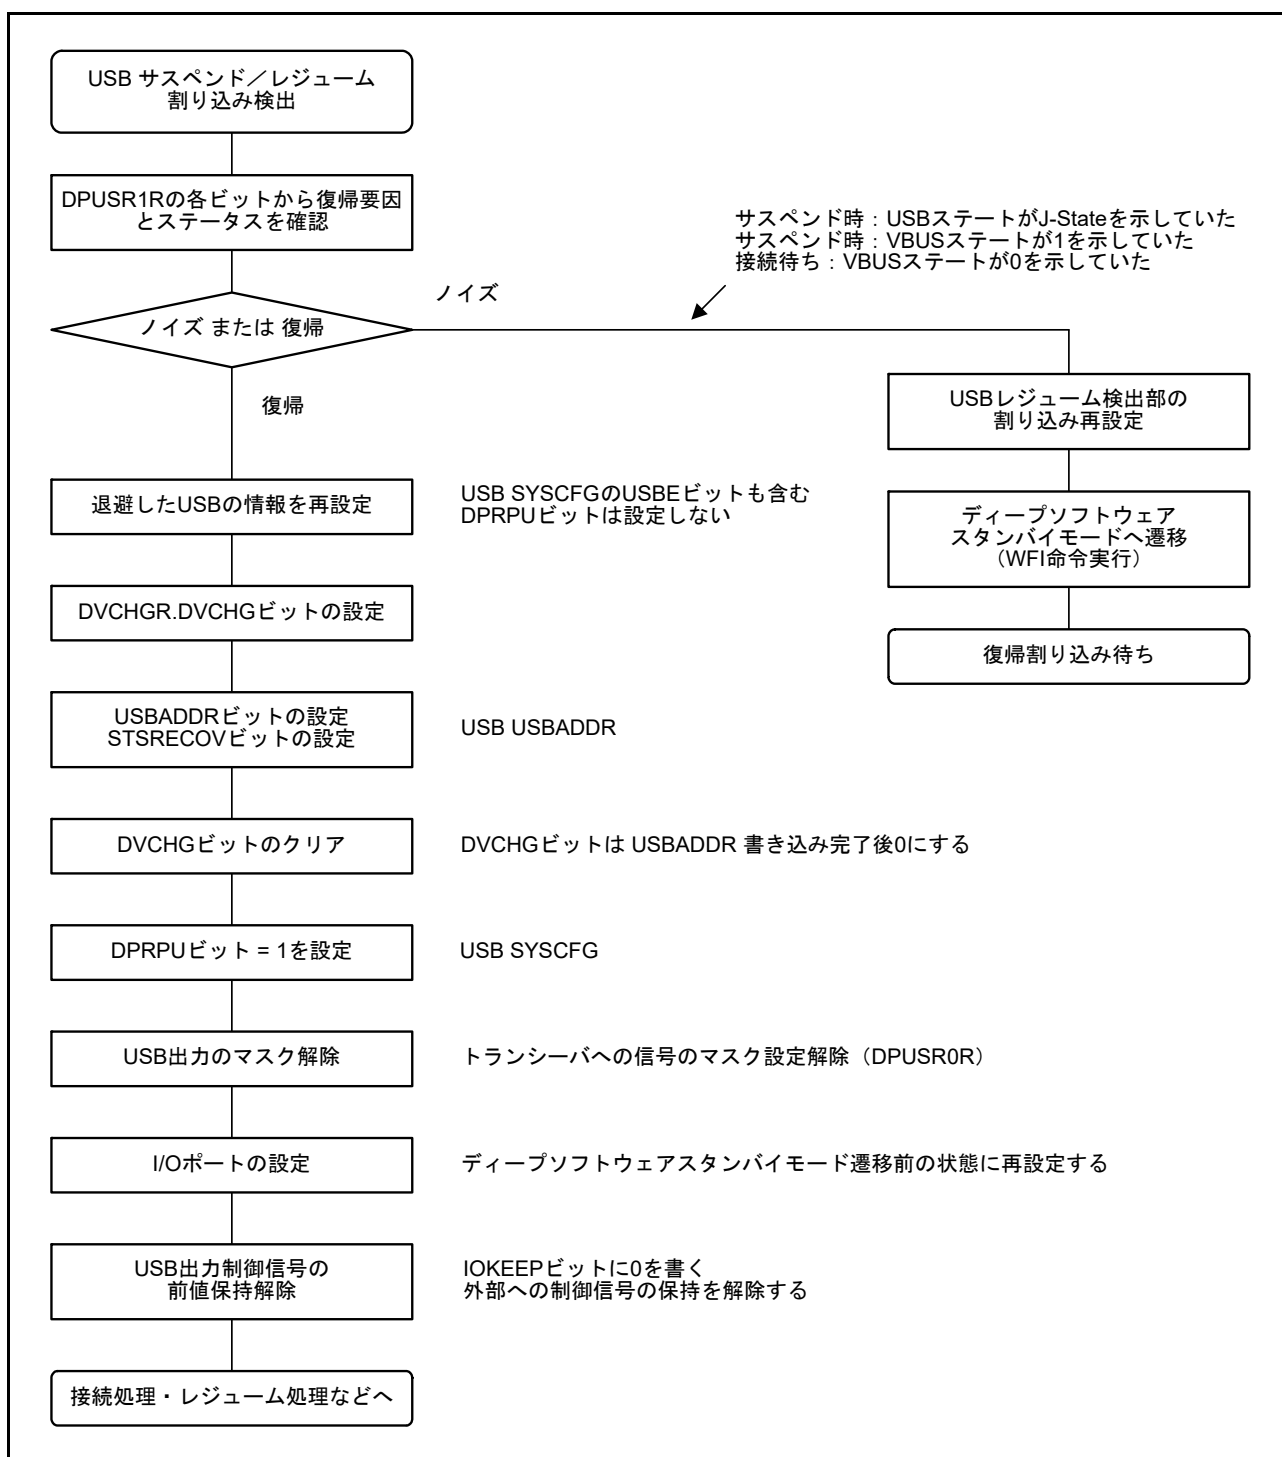 USB サスペンド／レジューム
割り込み検出
DPUSR1Rの各ビットから復帰要因
とステータスを確認
サスペンド時：USBステートがJ-Stateを示していた
サスペンド時：VBUSステートが1を示していた
接続待ち：VBUSステートが0を示していた
ノイズ
ノイズ または 復帰
復帰
USBレジューム検出部の
割り込み再設定
退避したUSBの情報を再設定
USB SYSCFGのUSBEビットも含む
DPRPUビットは設定しない
ディープソフトウェア
スタンバイモードへ遷移
（WFI命令実行）
DVCHGR.DVCHGビットの設定
復帰割り込み待ち
USBADDRビットの設定
STSRECOVビットの設定
USB USBADDR
DVCHGビットのクリア
DVCHGビットは USBADDR 書き込み完了後0にする
DPRPUビット = 1を設定
USB SYSCFG
USB出力のマスク解除
トランシーバへの信号のマスク設定解除（DPUSR0R）
I/Oポートの設定
ディープソフトウェアスタンバイモード遷移前の状態に再設定する
USB出力制御信号の
前値保持解除
IOKEEPビットに0を書く
外部への制御信号の保持を解除する
接続処理・レジューム処理などへ